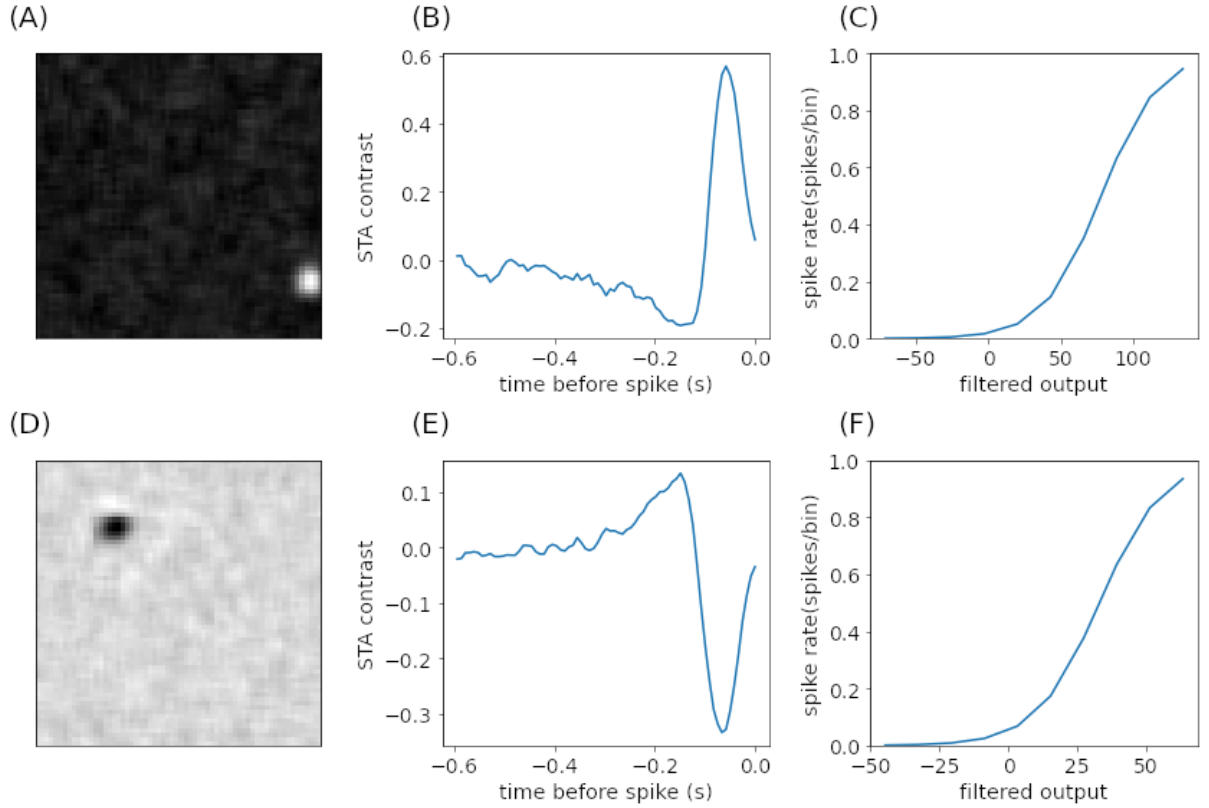 (A)
(B)
(C)
STA contrast
0.6
0.4
0.2
0.0
−0.2
−0.6
−0.4
−0.2
0.0
time before spike (s)
spike rate(spikes/bin)
1.0
0.8
0.6
0.4
0.2
0.0
−50
0
50
100
filtered output
(D)
(E)
(F)
STA contrast
0.1
0.0
−0.1
−0.2
−0.3
−0.6
−0.4
−0.2
0.0
time before spike (s)
spike rate(spikes/bin)
1.0
0.8
0.6
0.4
0.2
0.0
−50
−25
0
25
50
filtered output